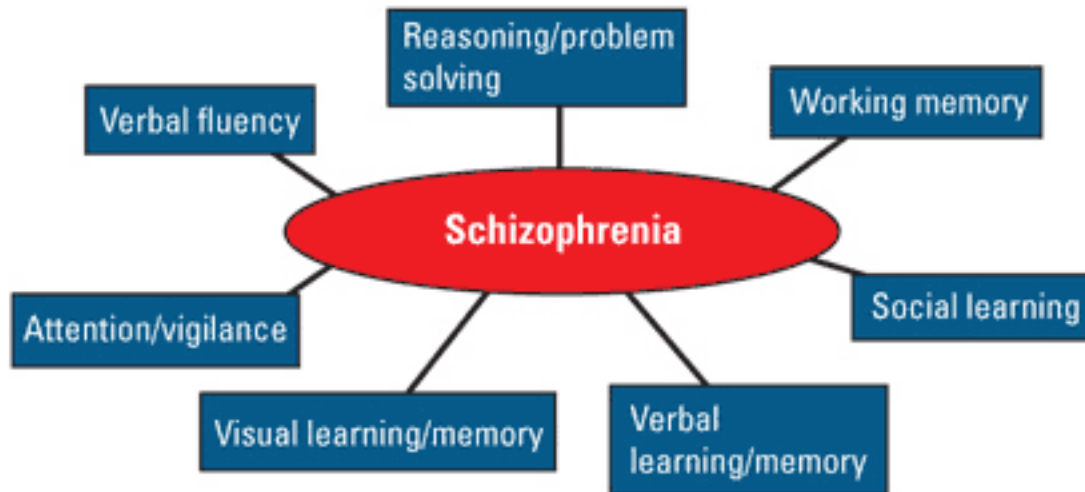 Reasoning/problem
solving
Verbal fluency
Working memory
Schizophrenia
Attention/vigilance
Social learning
Visual learning/memory
Verbal
learning/memory